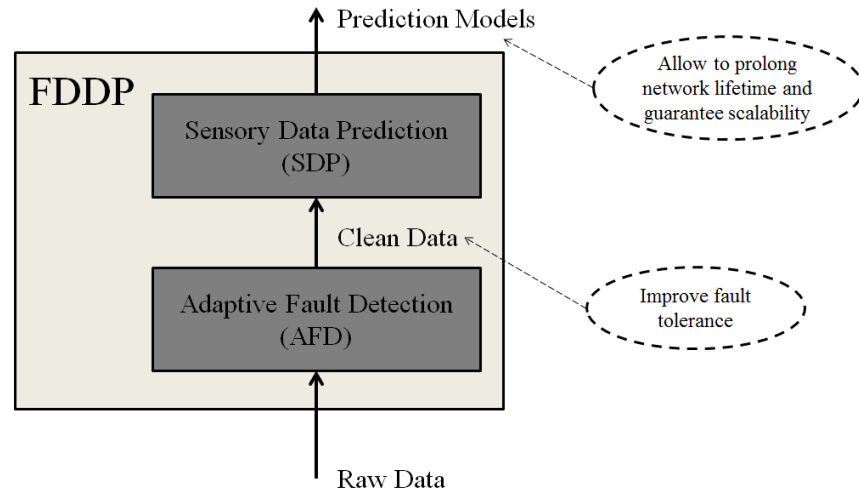 Prediction Models
Allow to prolong
network lifetime and
guarantee scalability
FDDP
Sensory Data Prediction
(SDP)
Clean Data
Improve fault
tolerance
Adaptive Fault Detection
(AFD)
Raw Data